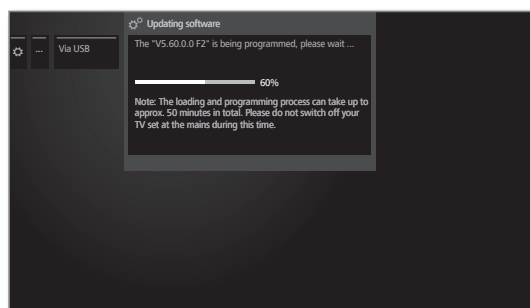 Updating software
... Via USB
The "V5.60.0.0 F2" is being programmed, please wait ...
60%
Note: The loading and programming process can take up to
approx. 50 minutes in total. Please do not switch off your
TV set at the mains during this time.